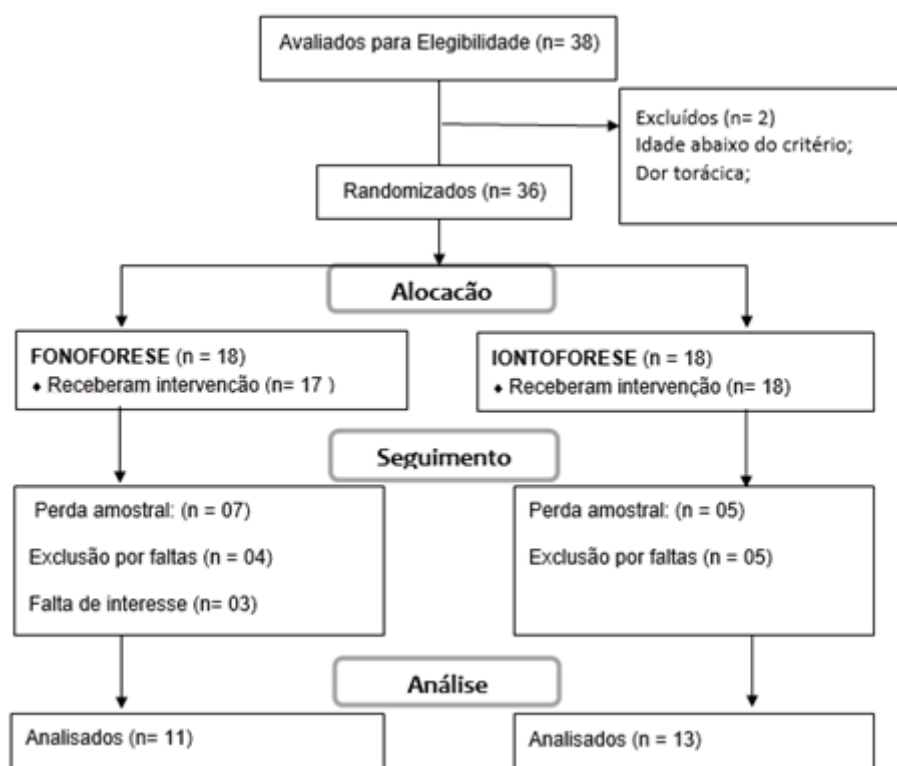 Avaliados para Elegibilidade (n= 38)
Excluídos (n= 2)
Idade abaixo do critério;
Dor torácica;
Randomizados (n= 36)
Alocacão
FONOFORESE (n = 18)
♦ Receberam intervenção (n= 17 )
IONTOFORESE (n = 18)
♦ Receberam intervenção (n= 18)
Seguimento
Perda amostral: (n = 07)
Exclusão por faltas (n = 04)
Falta de interesse (n= 03)
Perda amostral: (n = 05)
Exclusão por faltas (n = 05)
Análise
Analisados (n= 11)
Analisados (n = 13)